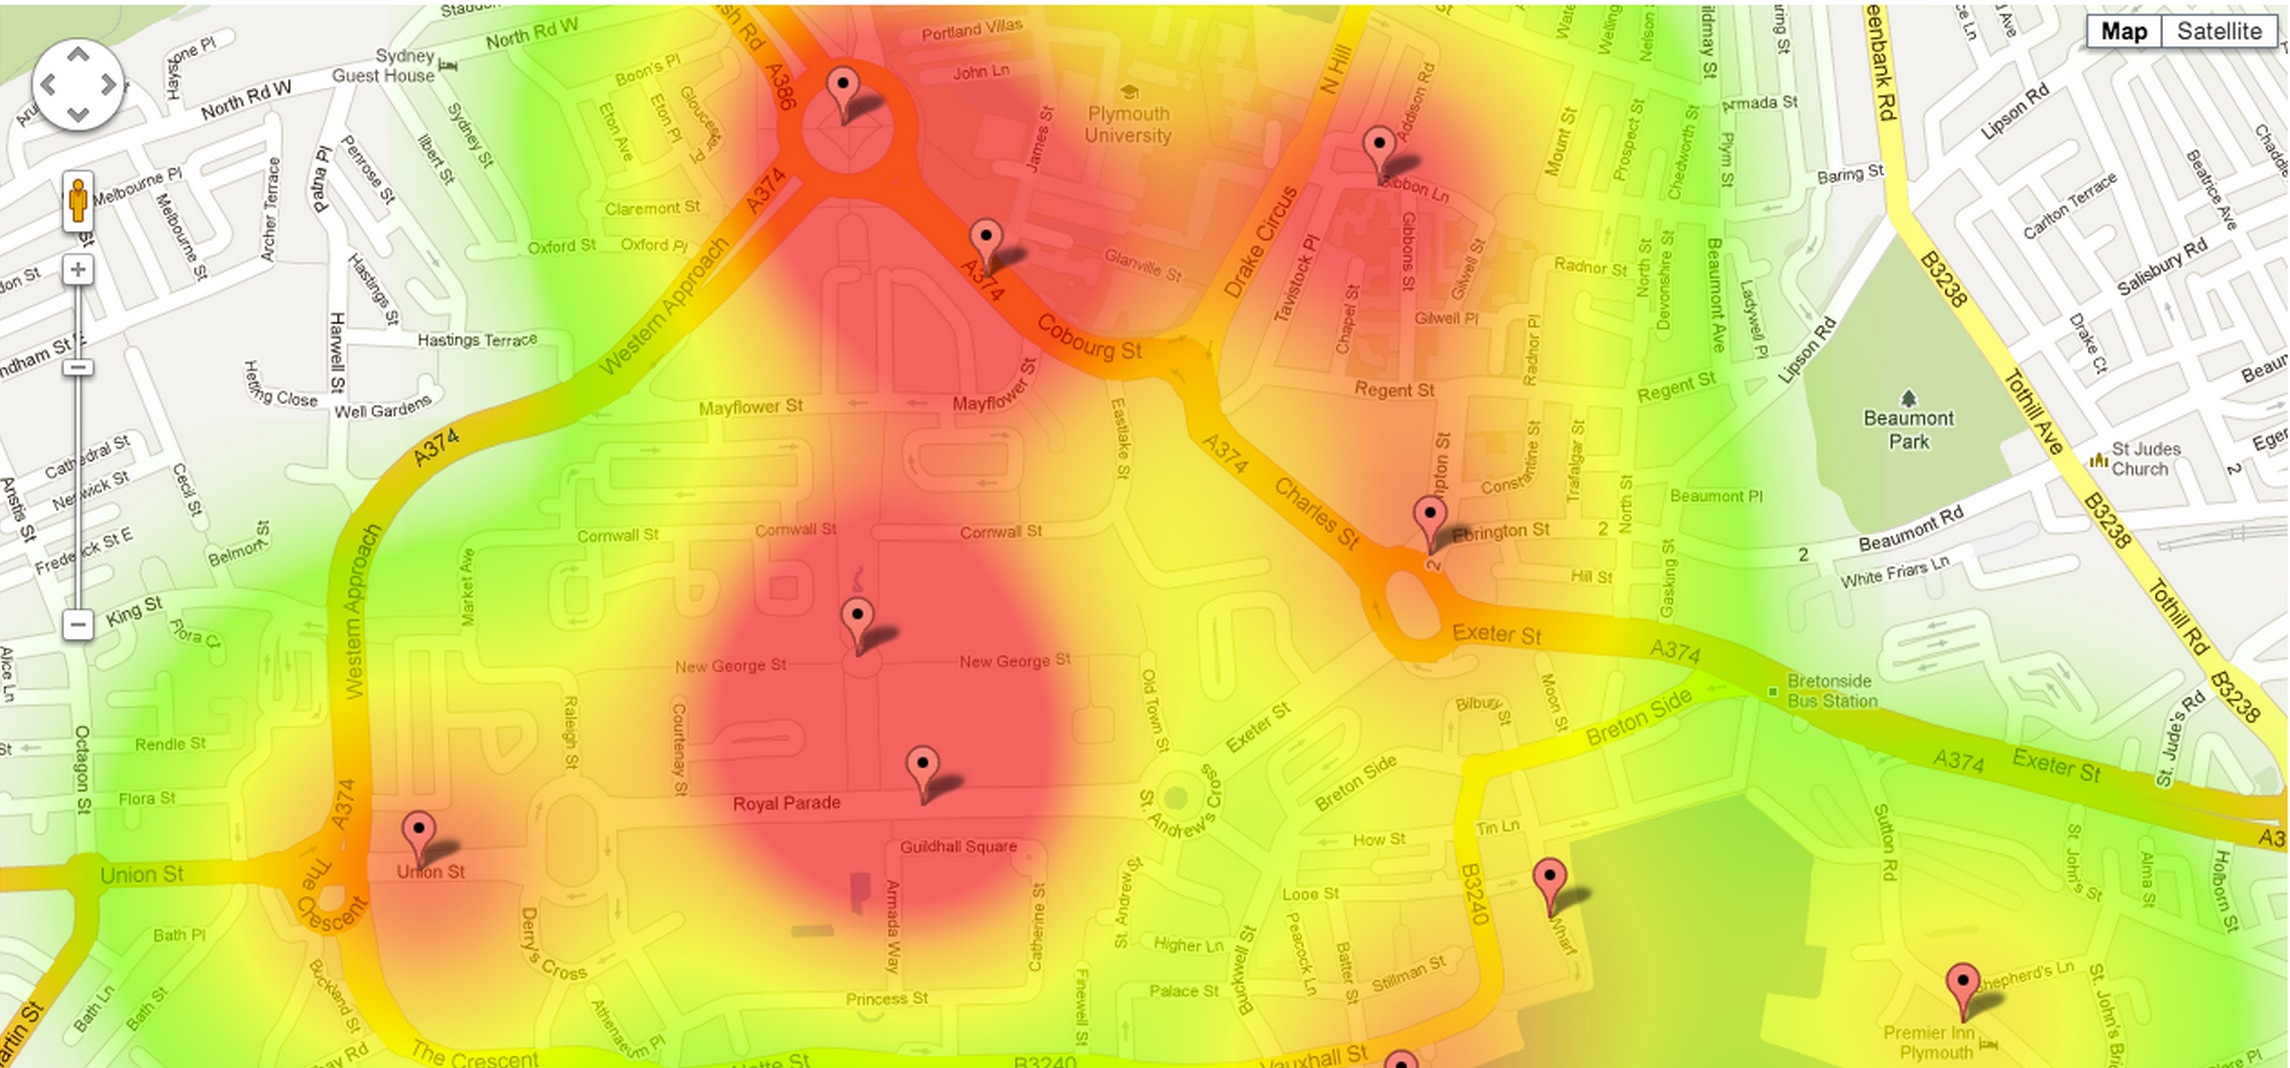 North Rd W
Portland Villas
Map
Satellite
Sydney
Guest House
Boon's Pl
John Ln
A386
N Hill
Addison Rd
Plymouth
University
North Rd W
Eton Pl
Eton Ave
Sydney St
Ilbert St
James St
Mount St
Prospect St
Chedworth St
Armada St
Plym St
Lipson Rd
Baring St
Melbourne Pl
Melbourne St
Patna Pl
Penrose St
Archer Terrace
Claremont St
Oxford St
Oxford Pl
A374
Glanville St
Drake Circus
Gibbons St
Gilwell St
Tavistock Pl
Radnor St
North St
Devonshire St
Beaumont Ave
Carlton Terrace
Beatrice Ave
Salisbury Rd
B3238
Hastings St
Western Approach
A374
Chapel St
Gilwell Pl
Radnor Pl
Ladywell Pl
Lipson Rd
Drake Ct
Harwell St
Hastings Terrace
Cobourg St
Regent St
Regent St
Well Gardens
Mayflower St
Mayflower St
Eastlake St
Beaumont
Park
Tothill Ave
St Judes
Church
A374
A374
Cathedral St
Cecil St
Anstis St
Charles St
Constantine St
Trafalgar St
North St
Beaumont Pl
2
Cornwall St
Cornwall St
Cornwall St
Ebrington St
2
2
Beaumont Rd
B3238
Frederick St E
Belmont St
Western Approach
Market Ave
2
Hill St
Gasking St
White Friars Ln
King St
Flora Ct
Alice Ln
New George St
New George St
Exeter St
A374
Tothill Rd
B3238
Octagon St
Rendle St
Raleigh St
Courtenay St
Old Town St
Exeter St
Bilbury St
Moon St
Breton Side
Bretonside
Bus Station
St. Jude's Rd
A374
Exeter St
Flora St
A374
Royal Parade
St. Andrew's Cross
Breton Side
Union St
Union St
The Crescent
Guildhall Square
How St
Tin Ln
Sutton Rd
St. John's St
Alma St
Holborn St
Armada Way
Catherine St
St. Andrew St
Looe St
B3240
Wharf
Bath Pl
Derry's Cross
Higher Ln
Buckwell St
Peacock Ln
Batter St
Stillman St
Buckland St
Bath Ln
Bath St
Athenaeum Pl
Princess St
Finewell St
Palace St
Shepherd's Ln
Premier Inn
Plymouth
The Crescent
B3240
Vauxhall St